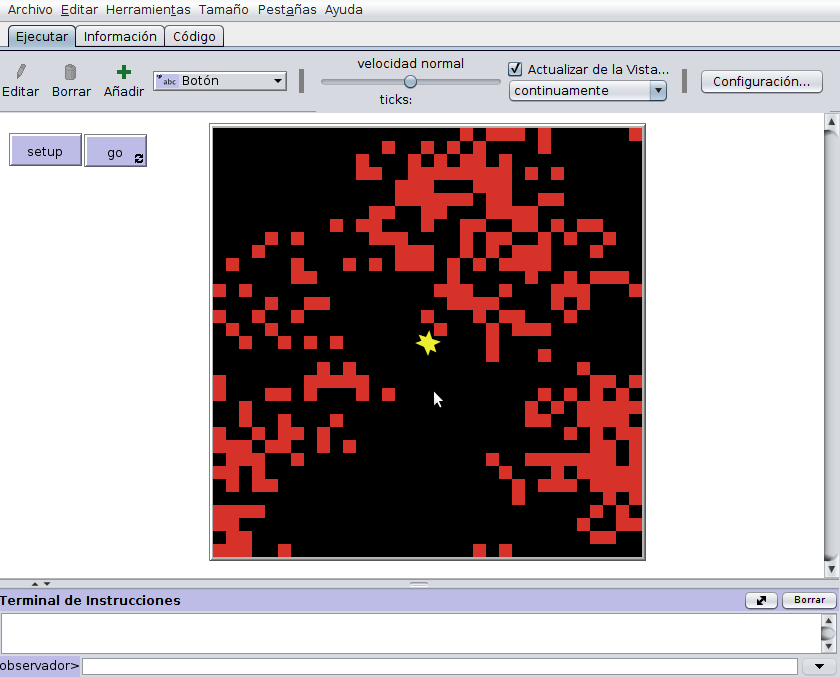 Archivo Editar Herramientas Tamaño Pestañas Ayuda
Ejecutar Información Código
velocidad normal
Editar Borrar Añadir abc Botón
ticks:
Actualizar de la Vista...
continuamente
Configuración...
setup go
Terminal de Instrucciones Borrar
observador>